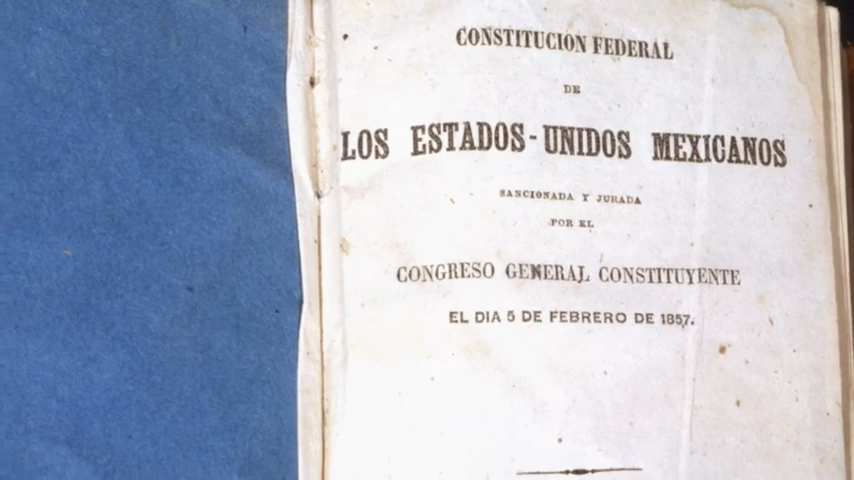 CONSTITUCION FEDERAL
DE
LOS ESTADOS-UNIDOS MEXICANOS
SANCIONADA Y JURADA
POR EL
CONGRESO GENERAL CONSTITUYENTE
EL DIA 5 DE FEBRERO DE 1857.